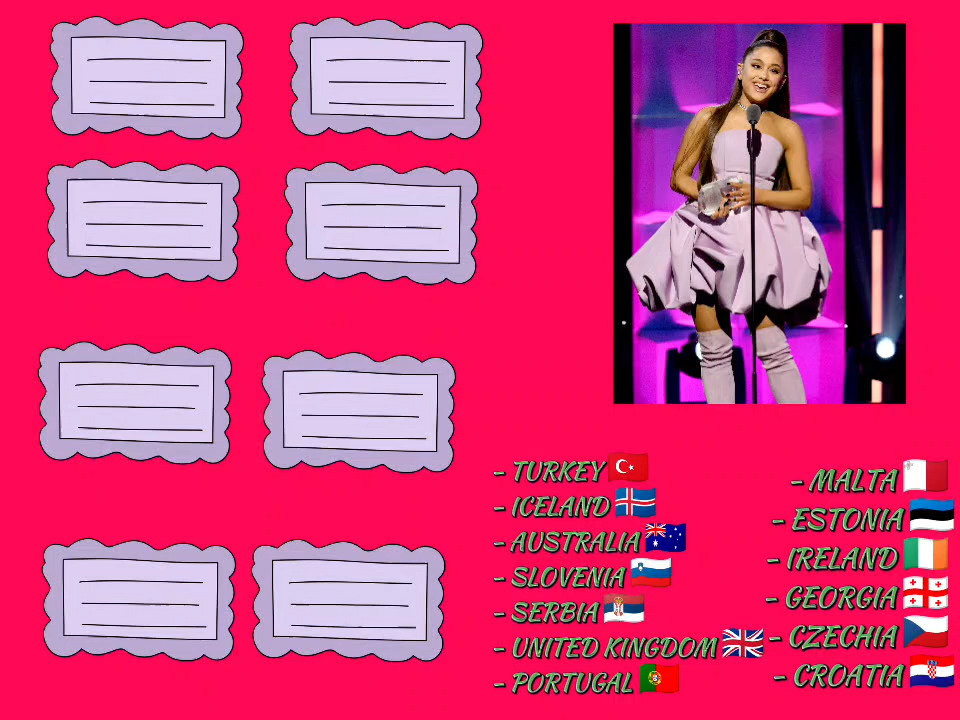 - TURKEY
- ICELAND
- AUSTRALIA
- SLOVENIA
- SERBIA
- UNITED KINGDOM
- PORTUGAL
- MALTA
- ESTONIA
- IRELAND
- GEORGIA
- CZECHIA
- CROATIA